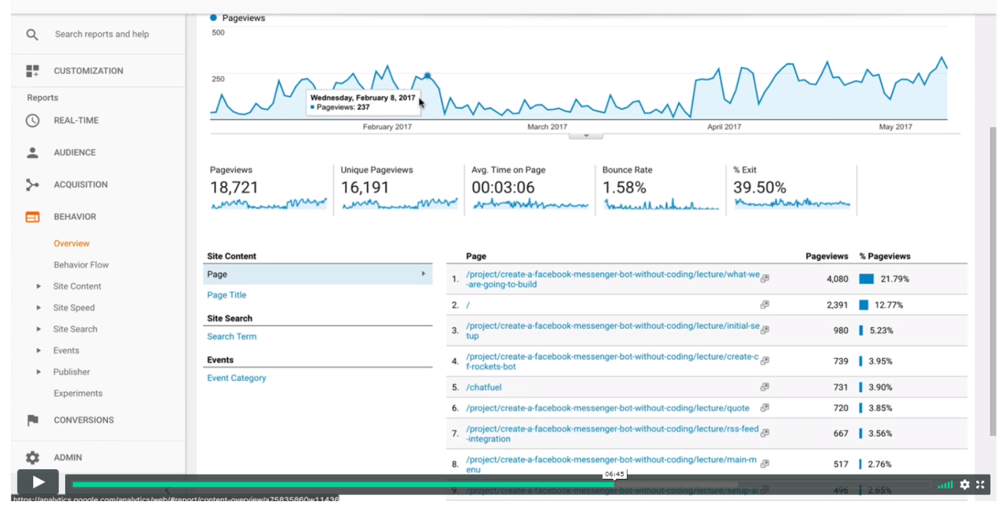 Pageviews
500
250
Wednesday, February 8, 2017
Pageviews: 237
February 2017
March 2017
April 2017
May 2017
Search reports and help
CUSTOMIZATION
Reports
REAL-TIME
AUDIENCE
ACQUISITION
BEHAVIOR
Overview
Behavior Flow
Site Content
Site Speed
Site Search
Events
Publisher
Experiments
CONVERSIONS
ADMIN
Pageviews
18,721
Unique Pageviews
16,191
Avg. Time on Page
00:03:06
Bounce Rate
1.58%
% Exit
39.50%
Site Content
Page
Page Title
Site Search
Search Term
Events
Event Category
Page Pageviews % Pageviews
1. /project/create-a-facebook-messenger-bot-without-coding/lecture/what-we
-are-going-to-build 4,080 21.79%
2. / 2,391 12.77%
3. /project/create-a-facebook-messenger-bot-without-coding/lecture/initial-se
tup 980 5.23%
4. /project/create-a-facebook-messenger-bot-without-coding/lecture/create-c
f-rockets-bot 739 3.95%
5. /chatfuel 731 3.90%
6. /project/create-a-facebook-messenger-bot-without-coding/lecture/quote 720 3.85%
7. /project/create-a-facebook-messenger-bot-without-coding/lecture/rss-feed
-integration 667 3.56%
8. /project/create-a-facebook-messenger-bot-without-coding/lecture/main-m
enu 517 2.76%
06:45
9. /project/create-a-facebook-messenger-bot-without-coding/lecture/setup-ai 496 2.65%
https://analytics.google.com/analytics/web/#report/content-overview/a75835860w11436